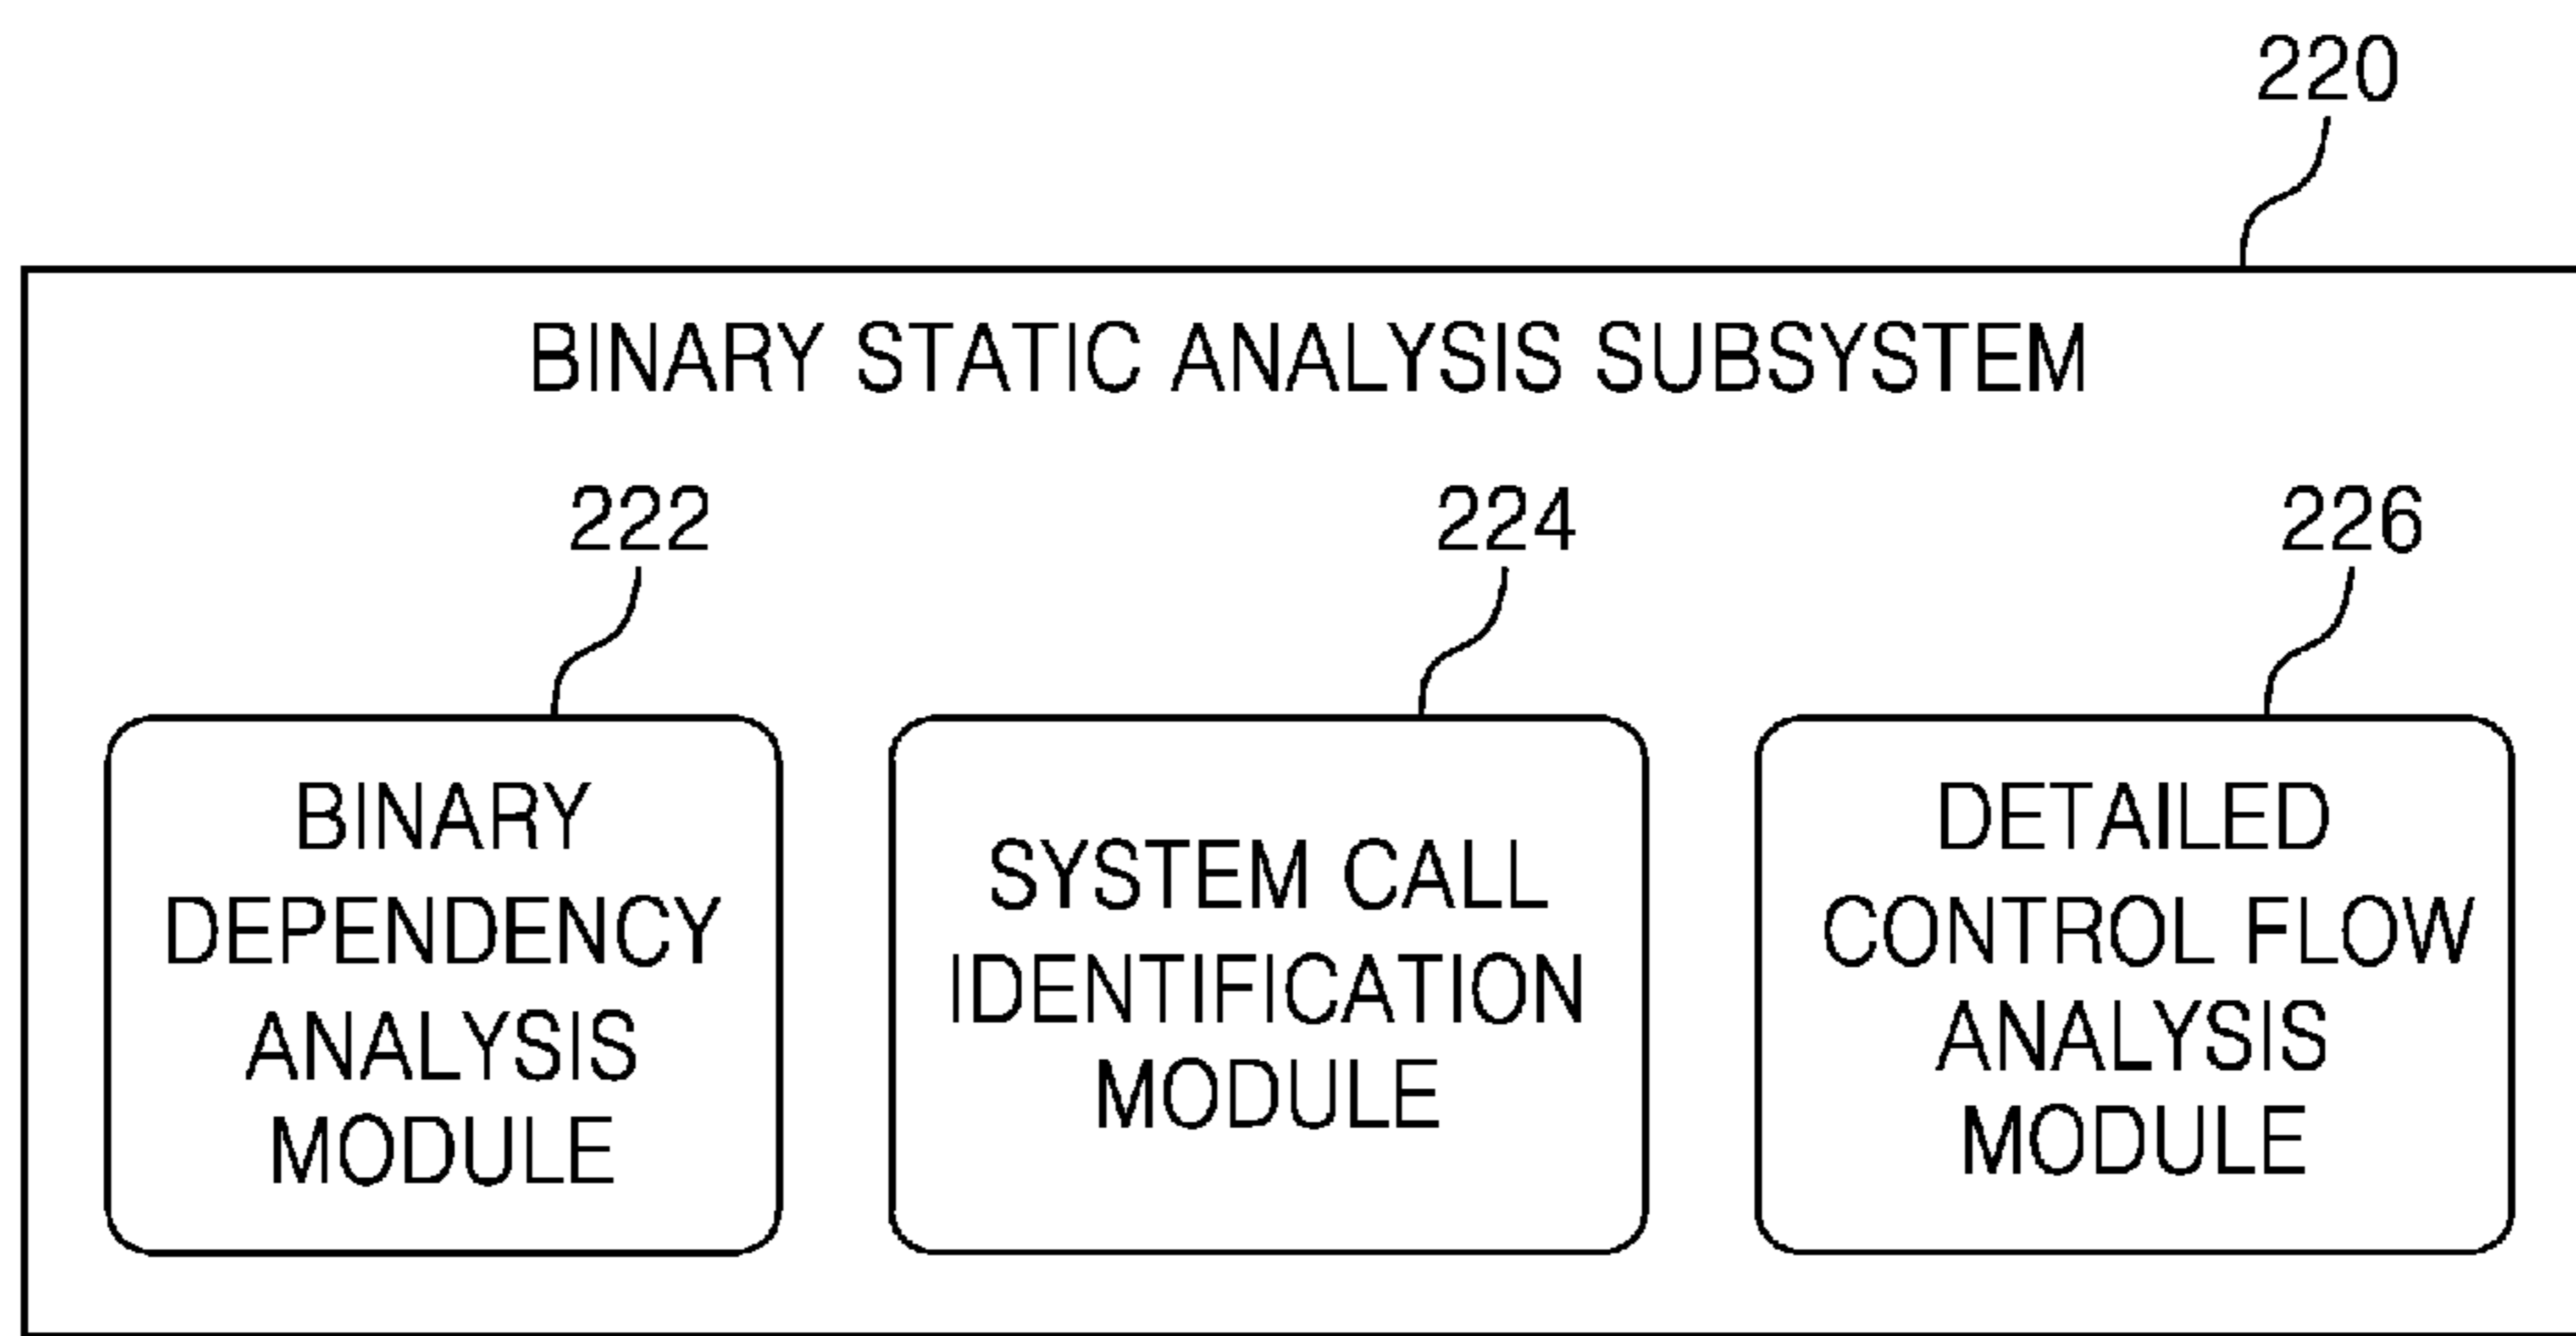 220
BINARY STATIC ANALYSIS SUBSYSTEM
222
224
226
BINARY
DEPENDENCY
ANALYSIS
MODULE
SYSTEM CALL
IDENTIFICATION
MODULE
DETAILED
CONTROL FLOW
ANALYSIS
MODULE